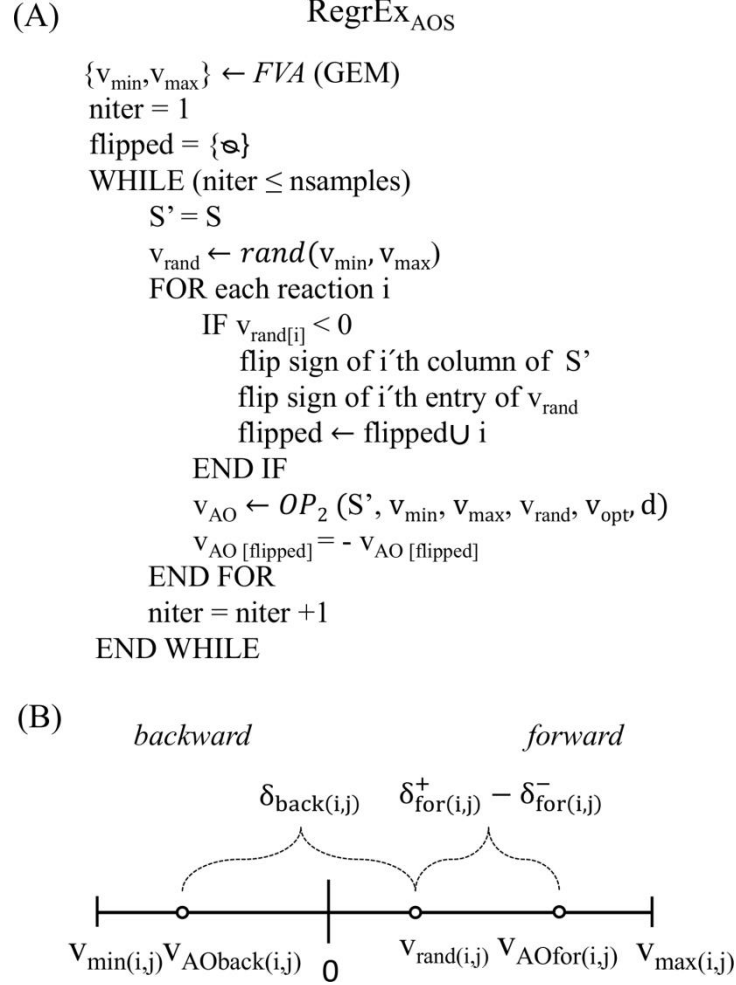 (A) RegrEx_AOS
{v_min,v_max} ← FVA (GEM)
niter = 1
flipped = {ᴓ}
WHILE (niter ≤ nsamples)
S’ = S
v_rand ← rand(v_min, v_max)
FOR each reaction i
IF v_rand[i] < 0
flip sign of i´th column of S’
flip sign of i´th entry of v_rand
flipped ← flipped∪ i
END IF
v_AO ← OP_2 (S’, v_min, v_max, v_rand, v_opt, d)
v_AO [flipped] = - v_AO [flipped]
END FOR
niter = niter +1
END WHILE
(B)
backward forward
δ_back(i,j) δ^+_for(i,j) − δ^-_for(i,j)
v_min(i,j) v_AOback(i,j) 0 v_rand(i,j) v_AOfor(i,j) v_max(i,j)